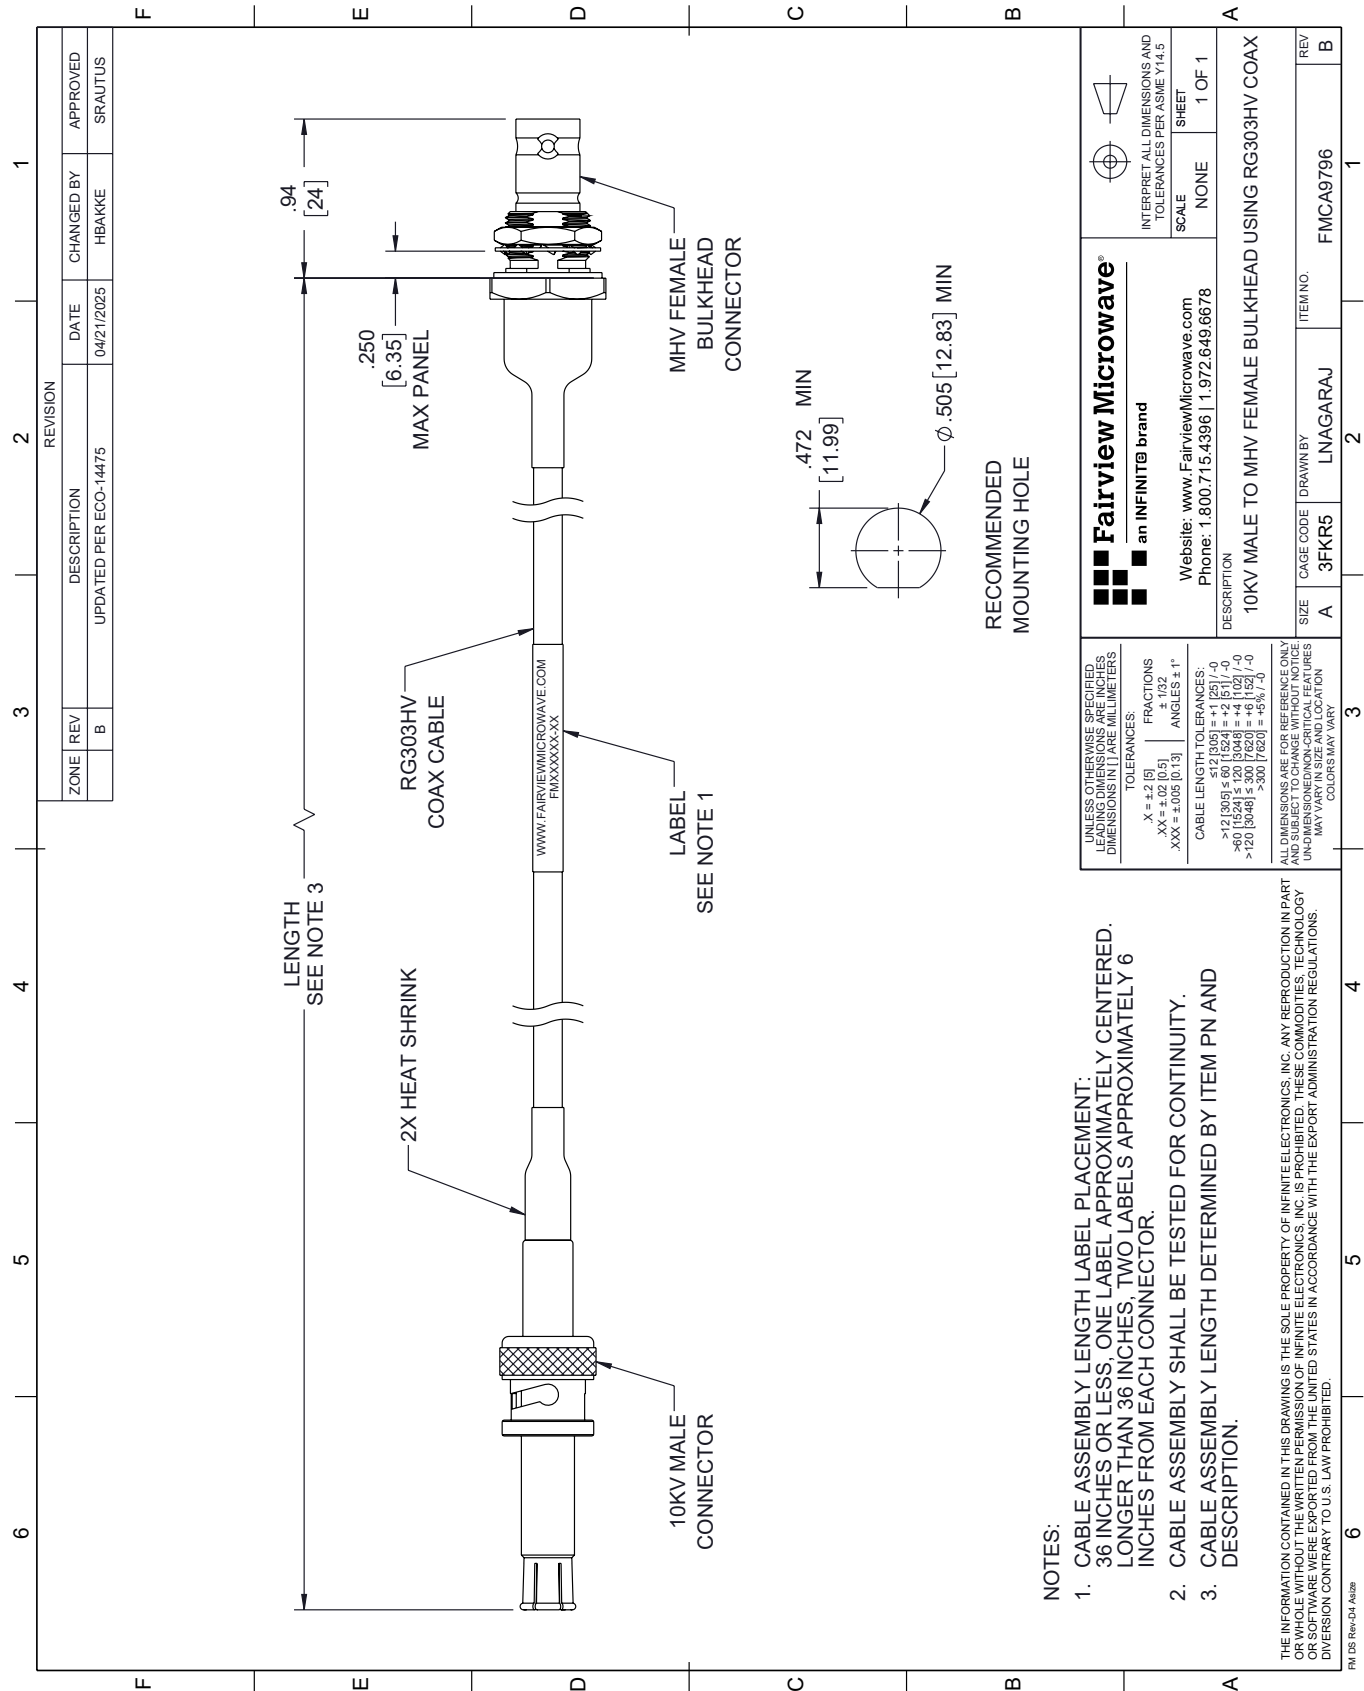 REVISION
ZONE REV DESCRIPTION DATE CHANGED BY APPROVED
B UPDATED PER ECO-14475 04/21/2025 HBAKKE SRAUTUS
6 5 4 3 2 1
F
E
D
C
B
A
F
E
D
C
B
A
LENGTH
SEE NOTE 3
.94
[24]
.250
[6.35]
MAX PANEL
2X HEAT SHRINK
RG303HV
COAX CABLE
WWW.FAIRVIEWMICROWAVE.COM
FMXXXXXX-XX
10KV MALE
CONNECTOR
LABEL
SEE NOTE 1
MHV FEMALE
BULKHEAD
CONNECTOR
.472 MIN
[11.99]
Ø.505 [12.83] MIN
RECOMMENDED
MOUNTING HOLE
NOTES:
1. CABLE ASSEMBLY LENGTH LABEL PLACEMENT:
36 INCHES OR LESS, ONE LABEL APPROXIMATELY CENTERED.
LONGER THAN 36 INCHES, TWO LABELS APPROXIMATELY 6
INCHES FROM EACH CONNECTOR.
2. CABLE ASSEMBLY SHALL BE TESTED FOR CONTINUITY.
3. CABLE ASSEMBLY LENGTH DETERMINED BY ITEM PN AND
DESCRIPTION.
THE INFORMATION CONTAINED IN THIS DRAWING IS THE SOLE PROPERTY OF INFINITE ELECTRONICS, INC. ANY REPRODUCTION IN PART
OR WHOLE WITHOUT THE WRITTEN PERMISSION OF INFINITE ELECTRONICS, INC. IS PROHIBITED. THESE COMMODITIES, TECHNOLOGY
OR SOFTWARE WERE EXPORTED FROM THE UNITED STATES IN ACCORDANCE WITH THE EXPORT ADMINISTRATION REGULATIONS.
DIVERSION CONTRARY TO U.S. LAW PROHIBITED.
UNLESS OTHERWISE SPECIFIED
LEADING DIMENSIONS ARE INCHES
DIMENSIONS IN [ ] ARE MILLIMETERS
TOLERANCES:
.X = ±.2 [5]
.XX = ±.02 [0.5]
.XXX = ±.005 [0.13]
FRACTIONS
± 1/32
ANGLES ± 1°
CABLE LENGTH TOLERANCES:
≤12 [305] = +1 [25] / -0
>12 [305] ≤ 60 [1524] = +2 [51] / -0
>60 [1524] ≤ 120 [3048] = +4 [102] / -0
>120 [3048] ≤ 300 [7620] = +6 [152] / -0
>300 [7620] = +5% / -0
ALL DIMENSIONS ARE FOR REFERENCE ONLY
AND SUBJECT TO CHANGE WITHOUT NOTICE.
UN-DIMENSIONED/NON-CRITICAL FEATURES
MAY VARY IN SIZE AND LOCATION
COLORS MAY VARY
Fairview Microwave®
an INFINIT@ brand
Website: www.FairviewMicrowave.com
Phone: 1.800.715.4396 | 1.972.649.6678
INTERPRET ALL DIMENSIONS AND
TOLERANCES PER ASME Y14.5
SCALE
NONE
SHEET
1 OF 1
DESCRIPTION
10KV MALE TO MHV FEMALE BULKHEAD USING RG303HV COAX
SIZE
A
CAGE CODE
3FKR5
DRAWN BY
LNAGARAJ
ITEM NO.
FMCA9796
REV
B
6 5 4 3 2 1
FM DS Rev-D4 Asize